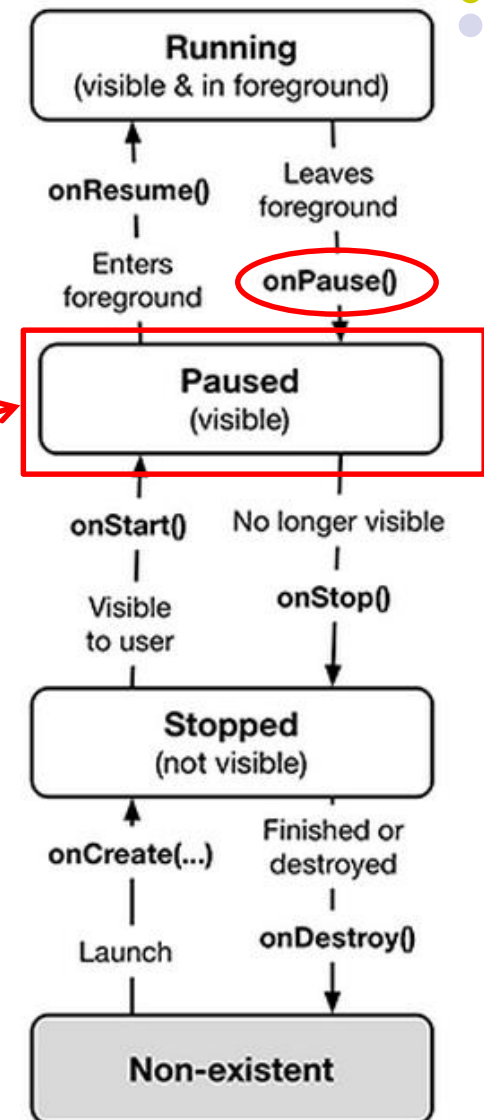 Running
(visible & in foreground)
onResume()
Enters
foreground
Leaves
foreground
onPause()
Paused
(visible)
onStart()
Visible
to user
No longer visible
onStop()
Stopped
(not visible)
onCreate(...)
Launch
Finished or
destroyed
onDestroy()
Non-existent